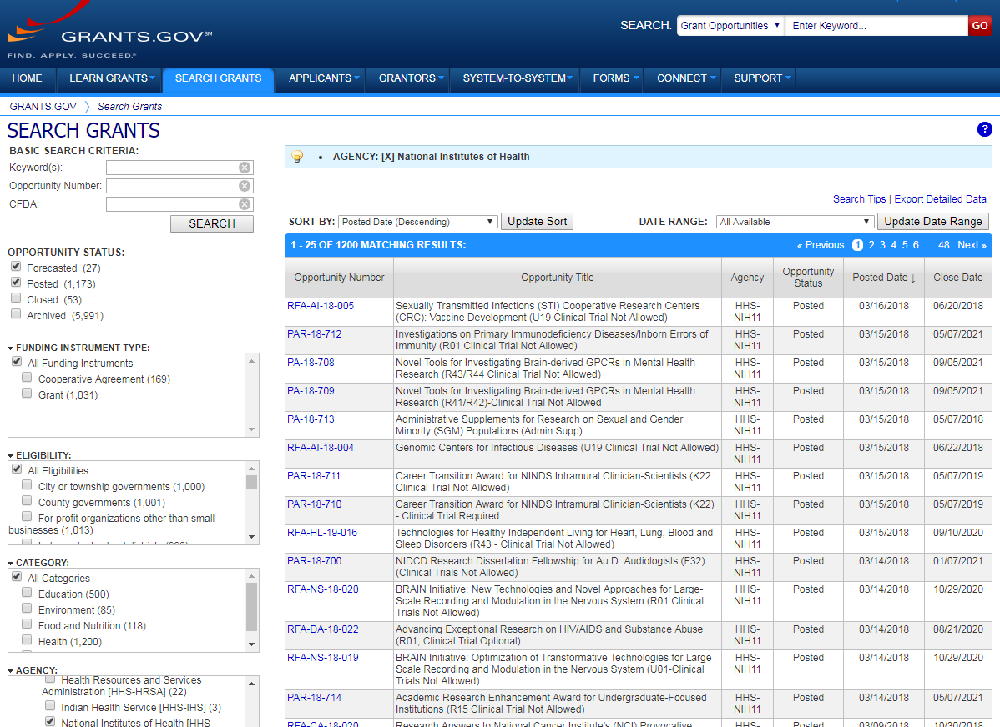 GRANTS.GOV℠
FIND. APPLY. SUCCEED.℠
SEARCH: Grant Opportunities Enter Keyword... GO
HOME LEARN GRANTS SEARCH GRANTS APPLICANTS GRANTORS SYSTEM-TO-SYSTEM FORMS CONNECT SUPPORT
GRANTS.GOV Search Grants
SEARCH GRANTS
?
BASIC SEARCH CRITERIA:
Keyword(s):
Opportunity Number:
CFDA:
SEARCH
OPPORTUNITY STATUS:
Forecasted (27)
Posted (1,173)
Closed (53)
Archived (5,991)
FUNDING INSTRUMENT TYPE:
All Funding Instruments
Cooperative Agreement (169)
Grant (1,031)
ELIGIBILITY:
All Eligibilities
City or township governments (1,000)
County governments (1,001)
For profit organizations other than small
businesses (1,013)
CATEGORY:
All Categories
Education (500)
Environment (85)
Food and Nutrition (118)
Health (1,200)
AGENCY:
Health Resources and Services
Administration [HHS-HRSA] (22)
Indian Health Service [HHS-IHS] (3)
National Institutes of Health [HHS-
• AGENCY: [X] National Institutes of Health
Search Tips | Export Detailed Data
SORT BY: Posted Date (Descending) Update Sort DATE RANGE: All Available Update Date Range
1 - 25 OF 1200 MATCHING RESULTS: « Previous 1 2 3 4 5 6 ... 48 Next »
Opportunity Number Opportunity Title Agency Opportunity Status Posted Date ↓ Close Date
RFA-AI-18-005 Sexually Transmitted Infections (STI) Cooperative Research Centers HHS- Posted 03/16/2018 06/20/2018
(CRC): Vaccine Development (U19 Clinical Trial Not Allowed) NIH11
PAR-18-712 Investigations on Primary Immunodeficiency Diseases/Inborn Errors of HHS- Posted 03/15/2018 05/07/2021
Immunity (R01 Clinical Trial Not Allowed) NIH11
PA-18-708 Novel Tools for Investigating Brain-derived GPCRs in Mental Health HHS- Posted 03/15/2018 09/05/2021
Research (R43/R44 Clinical Trial Not Allowed) NIH11
PA-18-709 Novel Tools for Investigating Brain-derived GPCRs in Mental Health HHS- Posted 03/15/2018 09/05/2021
Research (R41/R42)-Clinical Trial Not Allowed NIH11
PA-18-713 Administrative Supplements for Research on Sexual and Gender HHS- Posted 03/15/2018 05/07/2018
Minority (SGM) Populations (Admin Supp) NIH11
RFA-AI-18-004 Genomic Centers for Infectious Diseases (U19 Clinical Trial Not Allowed) HHS- Posted 03/15/2018 06/22/2018
NIH11
PAR-18-711 Career Transition Award for NINDS Intramural Clinician-Scientists (K22 HHS- Posted 03/15/2018 05/07/2019
Clinical Trial Not Allowed) NIH11
PAR-18-710 Career Transition Award for NINDS Intramural Clinician-Scientists (K22) HHS- Posted 03/15/2018 05/07/2019
- Clinical Trial Required NIH11
RFA-HL-19-016 Technologies for Healthy Independent Living for Heart, Lung, Blood and HHS- Posted 03/15/2018 09/10/2020
Sleep Disorders (R43 - Clinical Trial Not Allowed) NIH11
PAR-18-700 NIDCD Research Dissertation Fellowship for Au.D. Audiologists (F32) HHS- Posted 03/14/2018 01/07/2021
(Clinical Trials Not Allowed) NIH11
RFA-NS-18-020 BRAIN Initiative: New Technologies and Novel Approaches for Large- HHS- Posted 03/14/2018 10/29/2020
Scale Recording and Modulation in the Nervous System (R01 Clinical NIH11
Trial Not Allowed)
RFA-DA-18-022 Advancing Exceptional Research on HIV/AIDS and Substance Abuse HHS- Posted 03/14/2018 08/21/2020
(R01, Clinical Trial Optional) NIH11
RFA-NS-18-019 BRAIN Initiative: Optimization of Transformative Technologies for Large HHS- Posted 03/14/2018 10/29/2020
Scale Recording and Modulation in the Nervous System (U01-Clinical NIH11
Trial Not Allowed)
PAR-18-714 Academic Research Enhancement Award for Undergraduate-Focused HHS- Posted 03/14/2018 05/07/2021
Institutions (R15 Clinical Trial Not Allowed) NIH11
RFA-CA-18-020 Research Answers to National Cancer Institute's (NCI) Provocative HHS- Posted 03/09/2018 10/30/2018